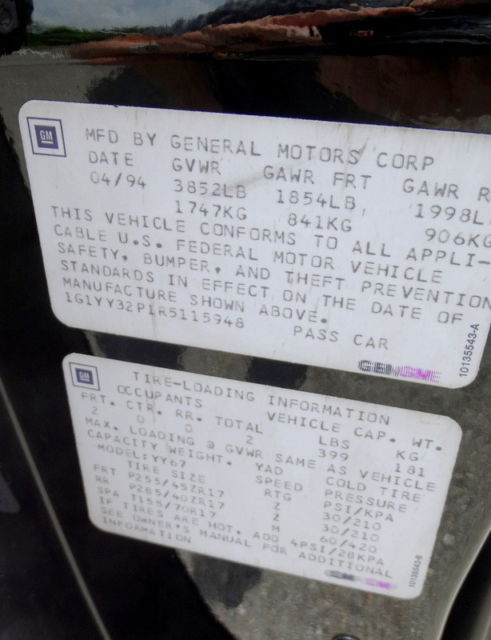 GM
MFD BY GENERAL MOTORS CORP
DATE GVWR GAWR FRT GAWR R
04/94 3852LB 1854LB 1998L
1747KG 841KG 906KG
THIS VEHICLE CONFORMS TO ALL APPLI-
CABLE U.S. FEDERAL MOTOR VEHICLE
SAFETY, BUMPER, AND THEFT PREVENTION
STANDARDS IN EFFECT ON THE DATE OF
MANUFACTURE SHOWN ABOVE.
1G1YY32P1R5115948 PASS CAR
10135543-A
GM
TIRE-LOADING INFORMATION
OCCUPANTS VEHICLE CAP. WT.
FRT. CTR. RR. TOTAL LBS KG
2 0 0 2 399 181
MAX. LOADING @ GVWR SAME AS VEHICLE
CAPACITY WEIGHT. YAD COLD TIRE
MODEL:YY67 SPEED PRESSURE
TIRE SIZE RTG PSI/KPA
FRT P255/45ZR17 Z 30/210
RR P285/40ZR17 Z 30/210
SPA T155/70R17 M 60/420
IF TIRES ARE HOT, ADD 4PSI/28KPA
SEE OWNER'S MANUAL FOR ADDITIONAL
INFORMATION